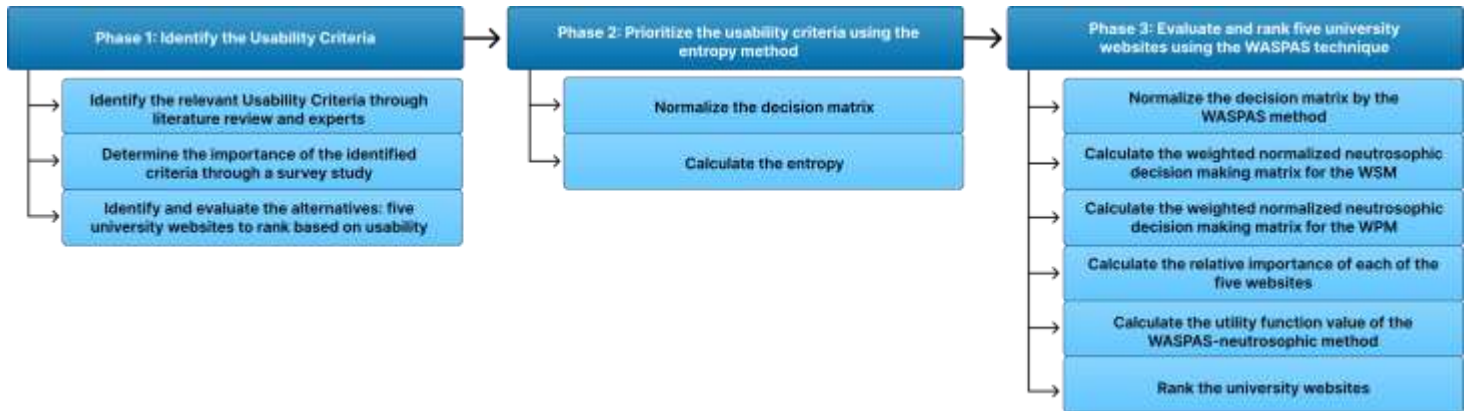 Phase 1: Identify the Usability Criteria
Identify the relevant Usability Criteria through
literature review and experts
Determine the importance of the identified
criteria through a survey study
Identify and evaluate the alternatives: five
university websites to rank based on usability
Phase 2: Prioritize the usability criteria using the
entropy method
Normalize the decision matrix
Calculate the entropy
Phase 3: Evaluate and rank five university
websites using the WASPAS technique
Normalize the decision matrix by the
WASPAS method
Calculate the weighted normalized neutrosophic
decision making matrix for the WSM
Calculate the weighted normalized neutrosophic
decision making matrix for the WPM
Calculate the relative importance of each of the
five websites
Calculate the utility function value of the
WASPAS-neutrosophic method
Rank the university websites